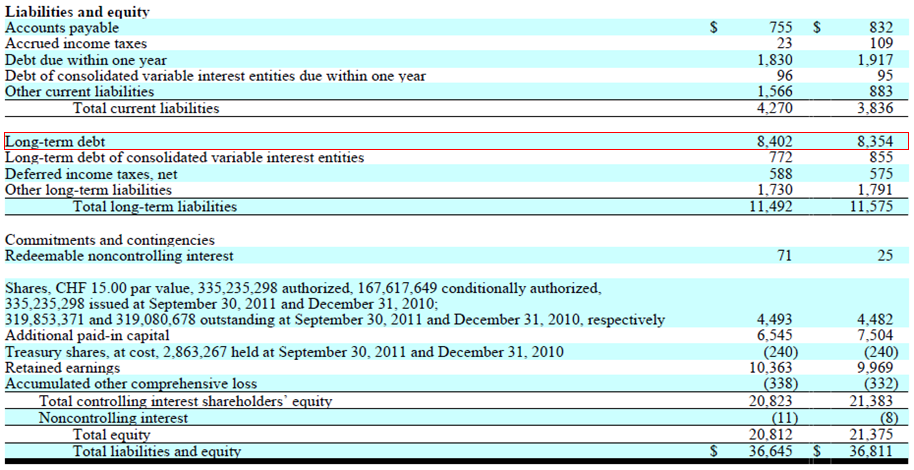 Liabilities and equity
Accounts payable $ 755 $ 832
Accrued income taxes 23 109
Debt due within one year 1,830 1,917
Debt of consolidated variable interest entities due within one year 96 95
Other current liabilities 1,566 883
Total current liabilities 4,270 3,836
Long-term debt 8,402 8,354
Long-term debt of consolidated variable interest entities 772 855
Deferred income taxes, net 588 575
Other long-term liabilities 1,730 1,791
Total long-term liabilities 11,492 11,575
Commitments and contingencies
Redeemable noncontrolling interest 71 25
Shares, CHF 15.00 par value, 335,235,298 authorized, 167,617,649 conditionally authorized,
335,235,298 issued at September 30, 2011 and December 31, 2010;
319,853,371 and 319,080,678 outstanding at September 30, 2011 and December 31, 2010, respectively 4,493 4,482
Additional paid-in capital 6,545 7,504
Treasury shares, at cost, 2,863,267 held at September 30, 2011 and December 31, 2010 (240) (240)
Retained earnings 10,363 9,969
Accumulated other comprehensive loss (338) (332)
Total controlling interest shareholders’ equity 20,823 21,383
Noncontrolling interest (11) (8)
Total equity 20,812 21,375
Total liabilities and equity $ 36,645 $ 36,811